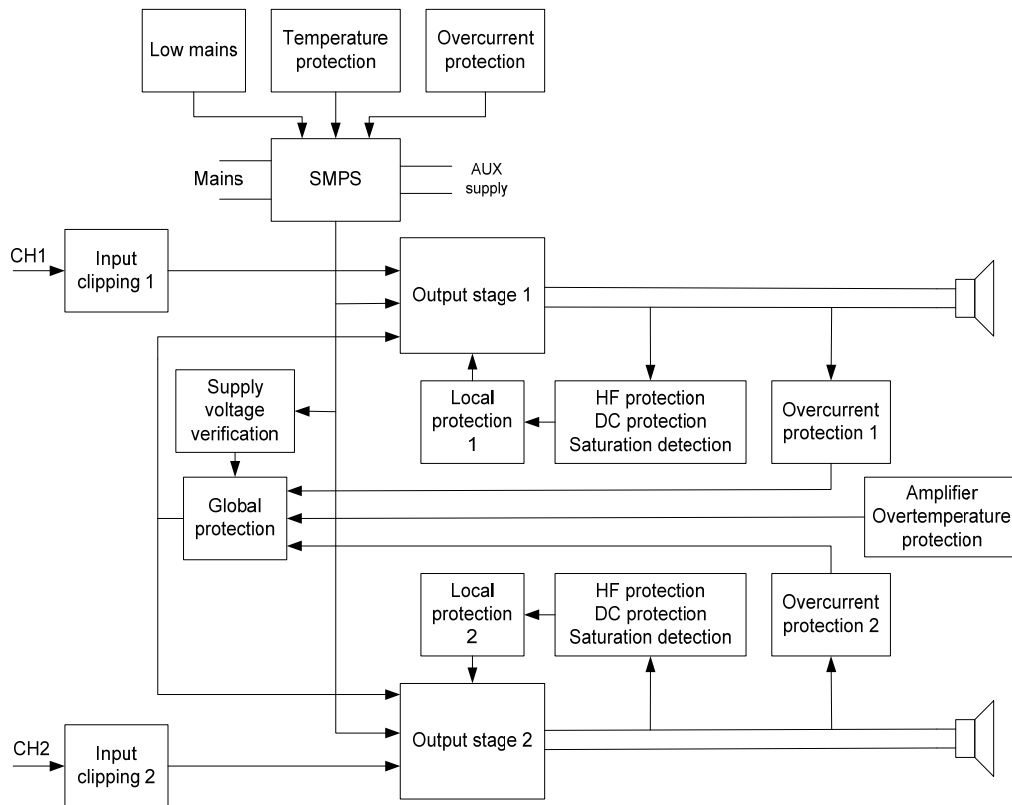 Low mains
Temperature
protection
Overcurrent
protection
Mains
SMPS
AUX
supply
CH1
Input
clipping 1
Output stage 1
Supply
voltage
verification
Local
protection
1
HF protection
DC protection
Saturation detection
Overcurrent
protection 1
Global
protection
Amplifier
Overtemperature
protection
Local
protection
2
HF protection
DC protection
Saturation detection
Overcurrent
protection 2
CH2
Input
clipping 2
Output stage 2